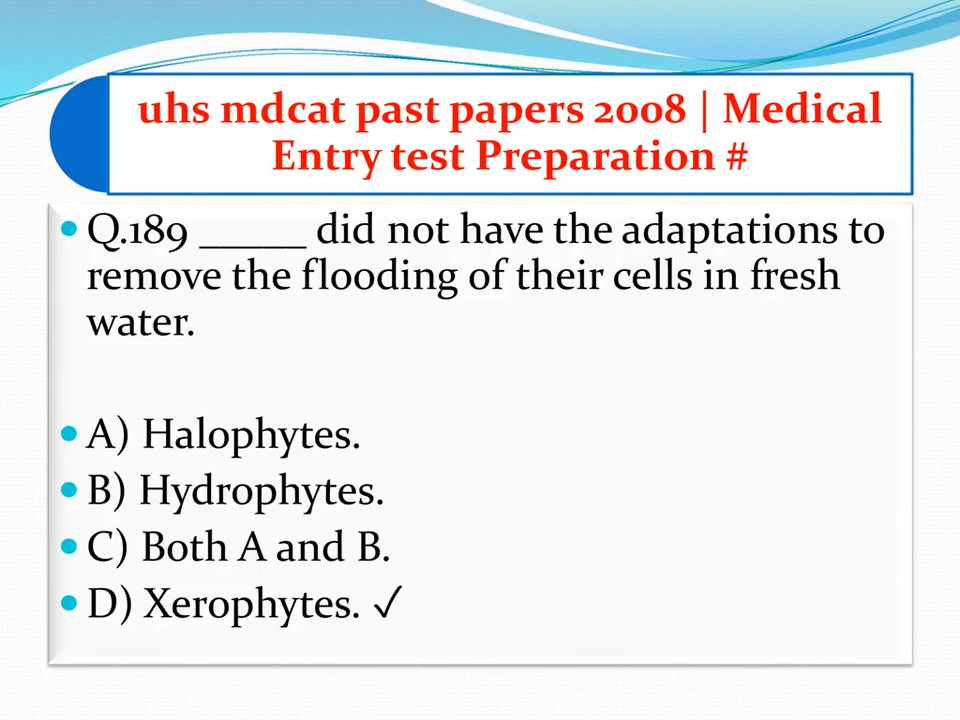 uhs mdcat past papers 2008 | Medical
Entry test Preparation #
• Q.189 _____ did not have the adaptations to
remove the flooding of their cells in fresh
water.
• A) Halophytes.
• B) Hydrophytes.
• C) Both A and B.
• D) Xerophytes. ✓